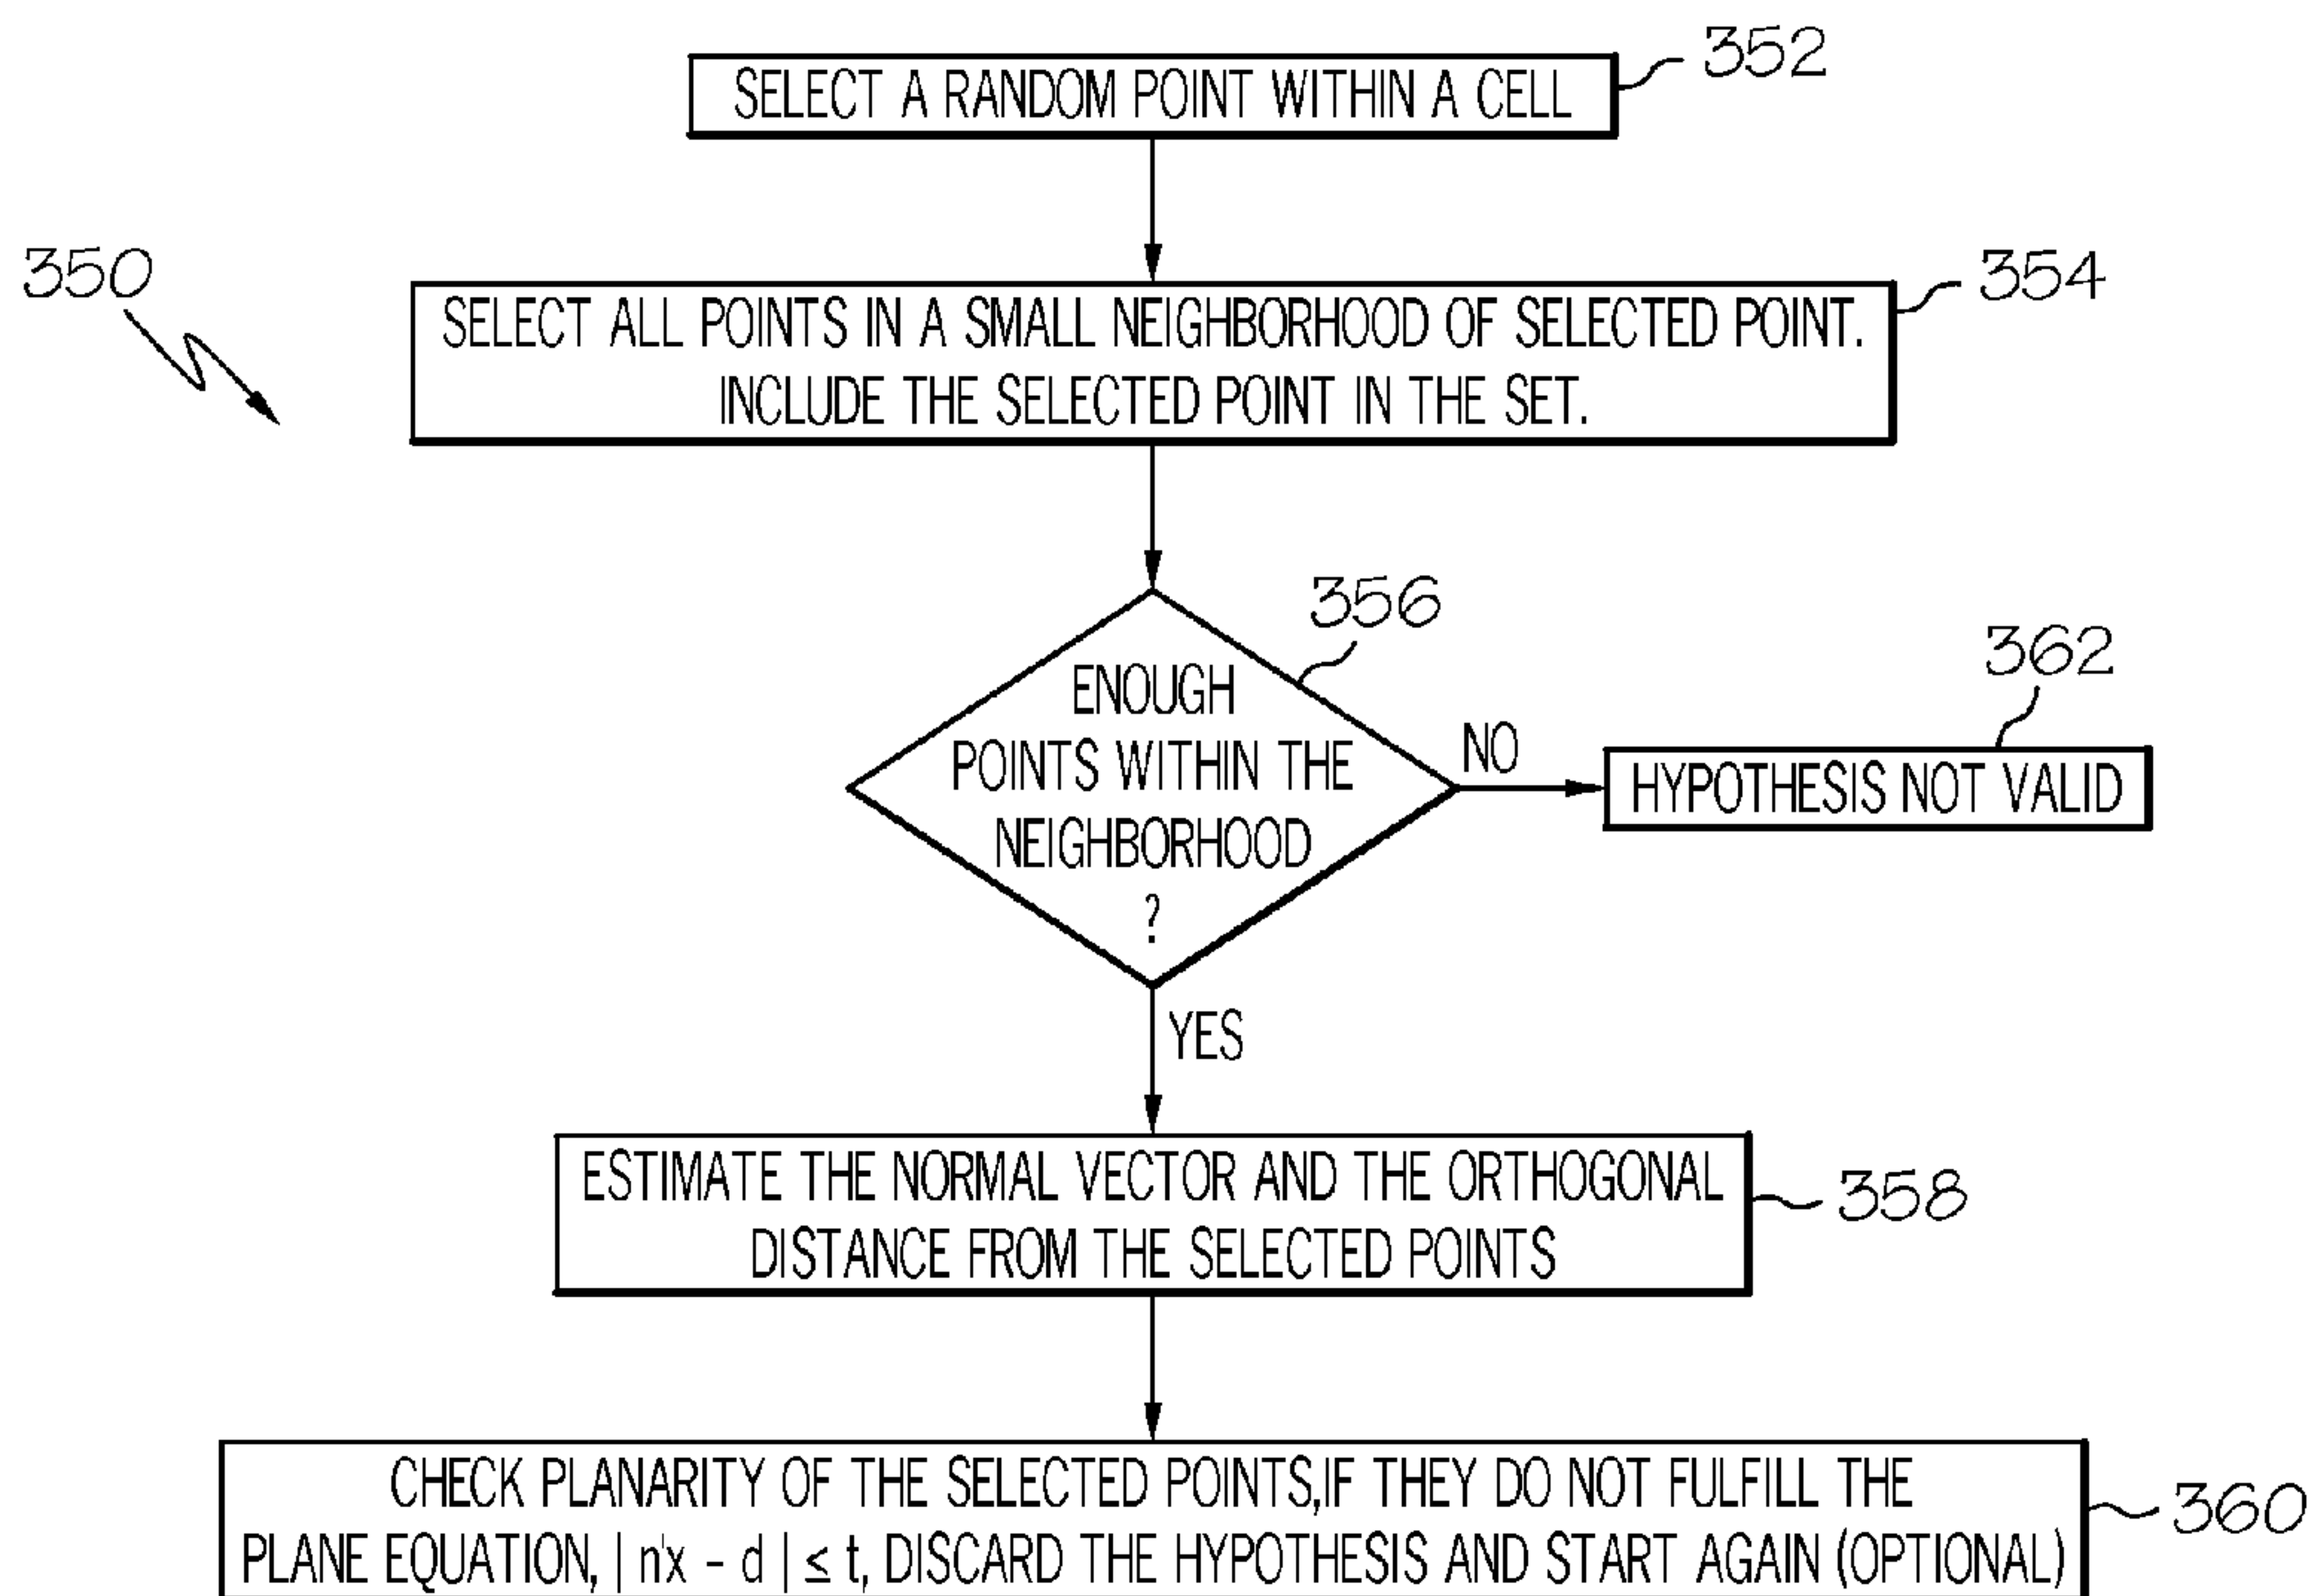 SELECT A RANDOM POINT WITHIN A CELL
352
350
354
SELECT ALL POINTS IN A SMALL NEIGHBORHOOD OF SELECTED POINT.
INCLUDE THE SELECTED POINT IN THE SET.
356
ENOUGH
POINTS WITHIN THE
NEIGHBORHOOD
?
NO
362
HYPOTHESIS NOT VALID
YES
ESTIMATE THE NORMAL VECTOR AND THE ORTHOGONAL
DISTANCE FROM THE SELECTED POINTS
358
CHECK PLANARITY OF THE SELECTED POINTS,IF THEY DO NOT FULFILL THE
PLANE EQUATION, | n'x - d | ≤ t, DISCARD THE HYPOTHESIS AND START AGAIN (OPTIONAL)
360